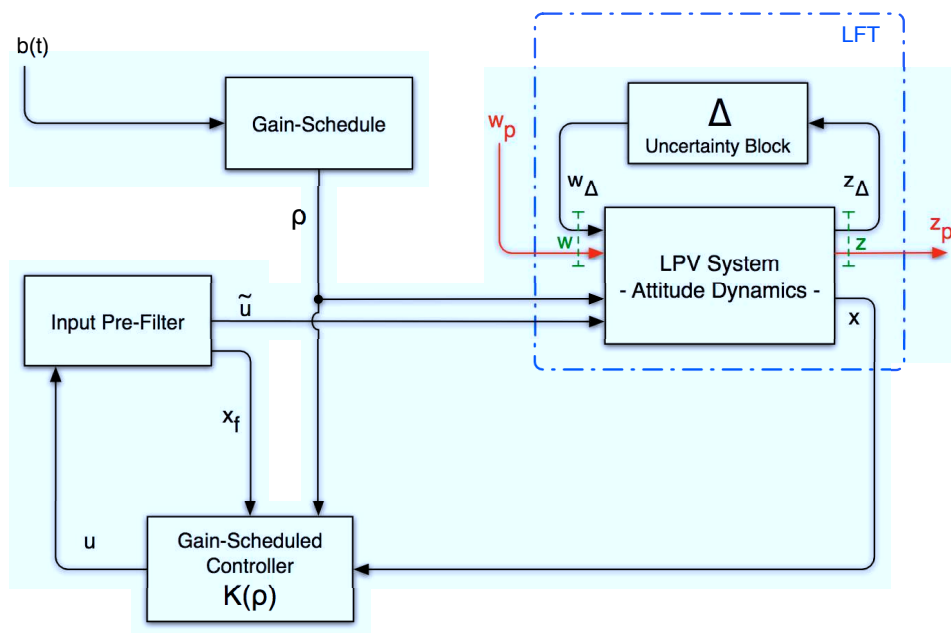 b(t)
LFT
Gain-Schedule
Δ
Uncertainty Block
w_p
w_Δ
z_Δ
ρ
w
z
z_p
LPV System
- Attitude Dynamics -
ũ
x
Input Pre-Filter
x_f
u
Gain-Scheduled
Controller
K(ρ)